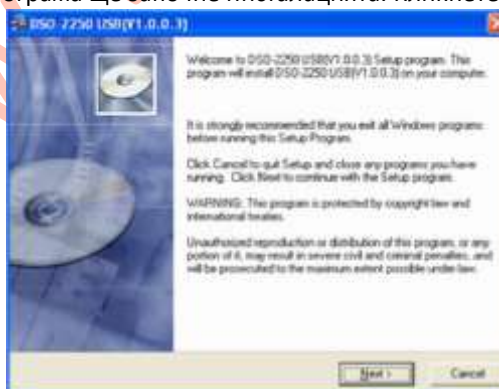 ще започне инсталацията. Кликнете
DSO-2250 USB(V1.0.0.3)
Welcome to DSO-2250 USB(V1.0.0.3) Setup program. This
program will install DSO-2250 USB(V1.0.0.3) on your computer.
It is strongly recommended that you exit all Windows programs
before running this Setup Program.
Click Cancel to quit Setup and close any programs you have
running. Click Next to continue with the Setup program.
WARNING: This program is protected by copyright law and
international treaties.
Unauthorized reproduction or distribution of this program, or any
portion of it, may result in severe civil and criminal penalties, and
will be prosecuted to the maximum extent possible under law.
Next >
Cancel